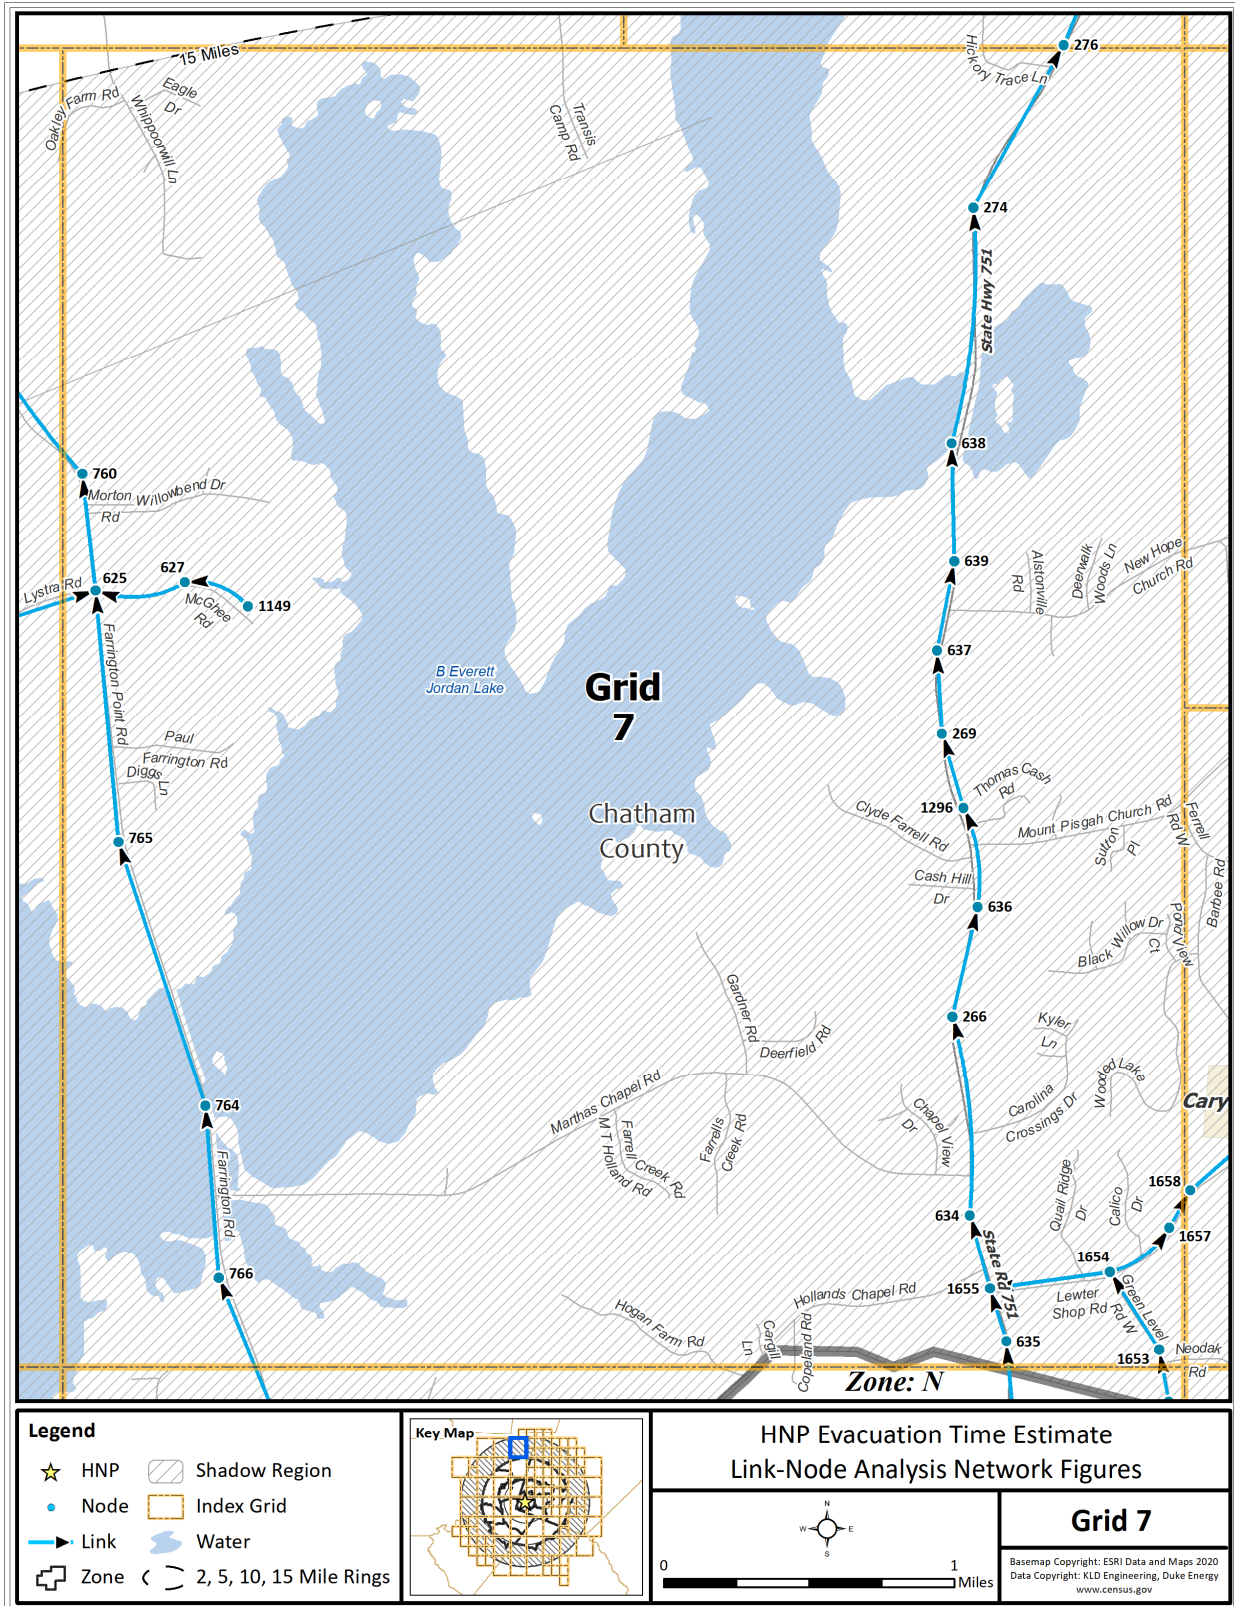 15 Miles
276
Hickory Trace Ln
Oakley Farm Rd
Eagle
Dr
Whippoorwill Ln
Transis
Camp Rd
274
State Hwy 751
638
760
Morton
Rd
Willowbend Dr
639
Alstonville
Rd
Deerwalk
Woods Ln
New Hope
Church Rd
Lystra Rd
625
627
McGhee
Rd
1149
637
Farrington Point Rd
B Everett
Jordan Lake
Grid
7
269
Paul
Farrington Rd
Diggs
Ln
Thomas Cash
Rd
1296
Clyde Farrell Rd
Mount Pisgah Church Rd
Ferrell
Rd W
Chatham
County
765
Sutton
Pl
Barbee Rd
Cash Hill
Dr
636
Black Willow Dr
Ct
Pond View
Gardner Rd
Deerfield Rd
266
Kyler
Ln
Wooded Lake
Cary
764
Marthas Chapel Rd
Carolina
Crossings Dr
Chapel View
Dr
M T Holland Rd
Farrell
Creek Rd
Farrells
Creek Rd
Farrington Rd
Quail Ridge
Dr
Calico
Dr
1658
634
1657
State Rd 751
1654
766
1655
Hollands Chapel Rd
Lewter
Shop Rd
Green Level
Rd W
Hogan Farm Rd
Cargill
Ln
Copeland Rd
635
1653
Neodak
Rd
Zone: N
Legend
HNP
Shadow Region
Node
Index Grid
Link
Water
Zone
2, 5, 10, 15 Mile Rings
Key Map
HNP Evacuation Time Estimate
Link-Node Analysis Network Figures
N
W
E
S
0
1
Miles
Grid 7
Basemap Copyright: ESRI Data and Maps 2020
Data Copyright: KLD Engineering, Duke Energy
www.census.gov